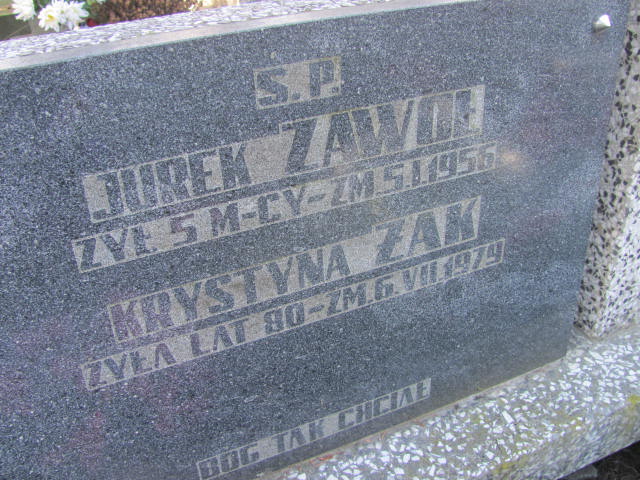 Ś.P.
JUREK ZAWÓŁ
ŻYŁ 5 M-CY-ZM.5.I.1956
KRYSTYNA ŻAK
ŻYŁA LAT 80-ZM.6.VII.1979
BÓG TAK CHCIAŁ